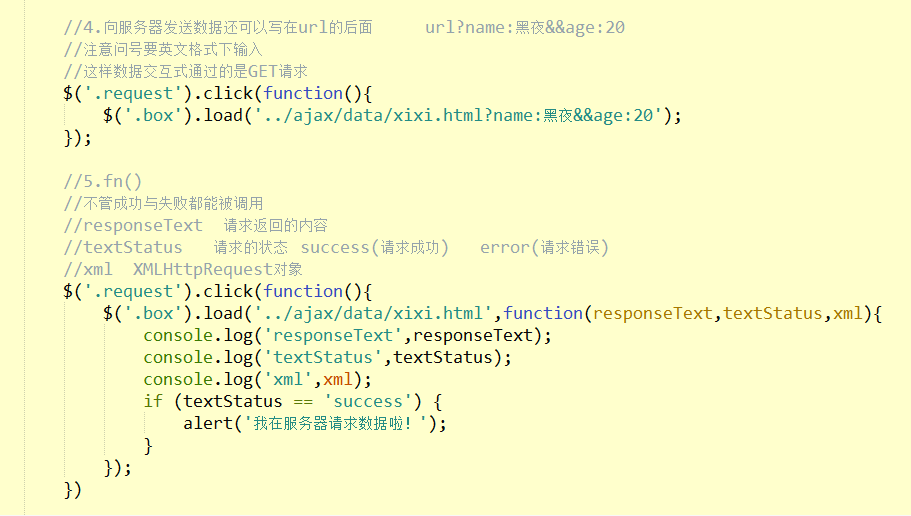 //4.向服务器发送数据还可以写在url的后面     url?name:黑夜&&age:20
//注意问号要英文格式下输入
//这样数据交互式通过的是GET请求
$('.request').click(function(){
    $('.box').load('../ajax/data/xixi.html?name:黑夜&&age:20');
});
//5.fn()
//不管成功与失败都能被调用
//responseText  请求返回的内容
//textStatus   请求的状态 success(请求成功)   error(请求错误)
//xml  XMLHttpRequest对象
$('.request').click(function(){
    $('.box').load('../ajax/data/xixi.html',function(responseText,textStatus,xml){
        console.log('responseText',responseText);
        console.log('textStatus',textStatus);
        console.log('xml',xml);
        if (textStatus == 'success') {
            alert('我在服务器请求数据啦！');
        }
    });
})